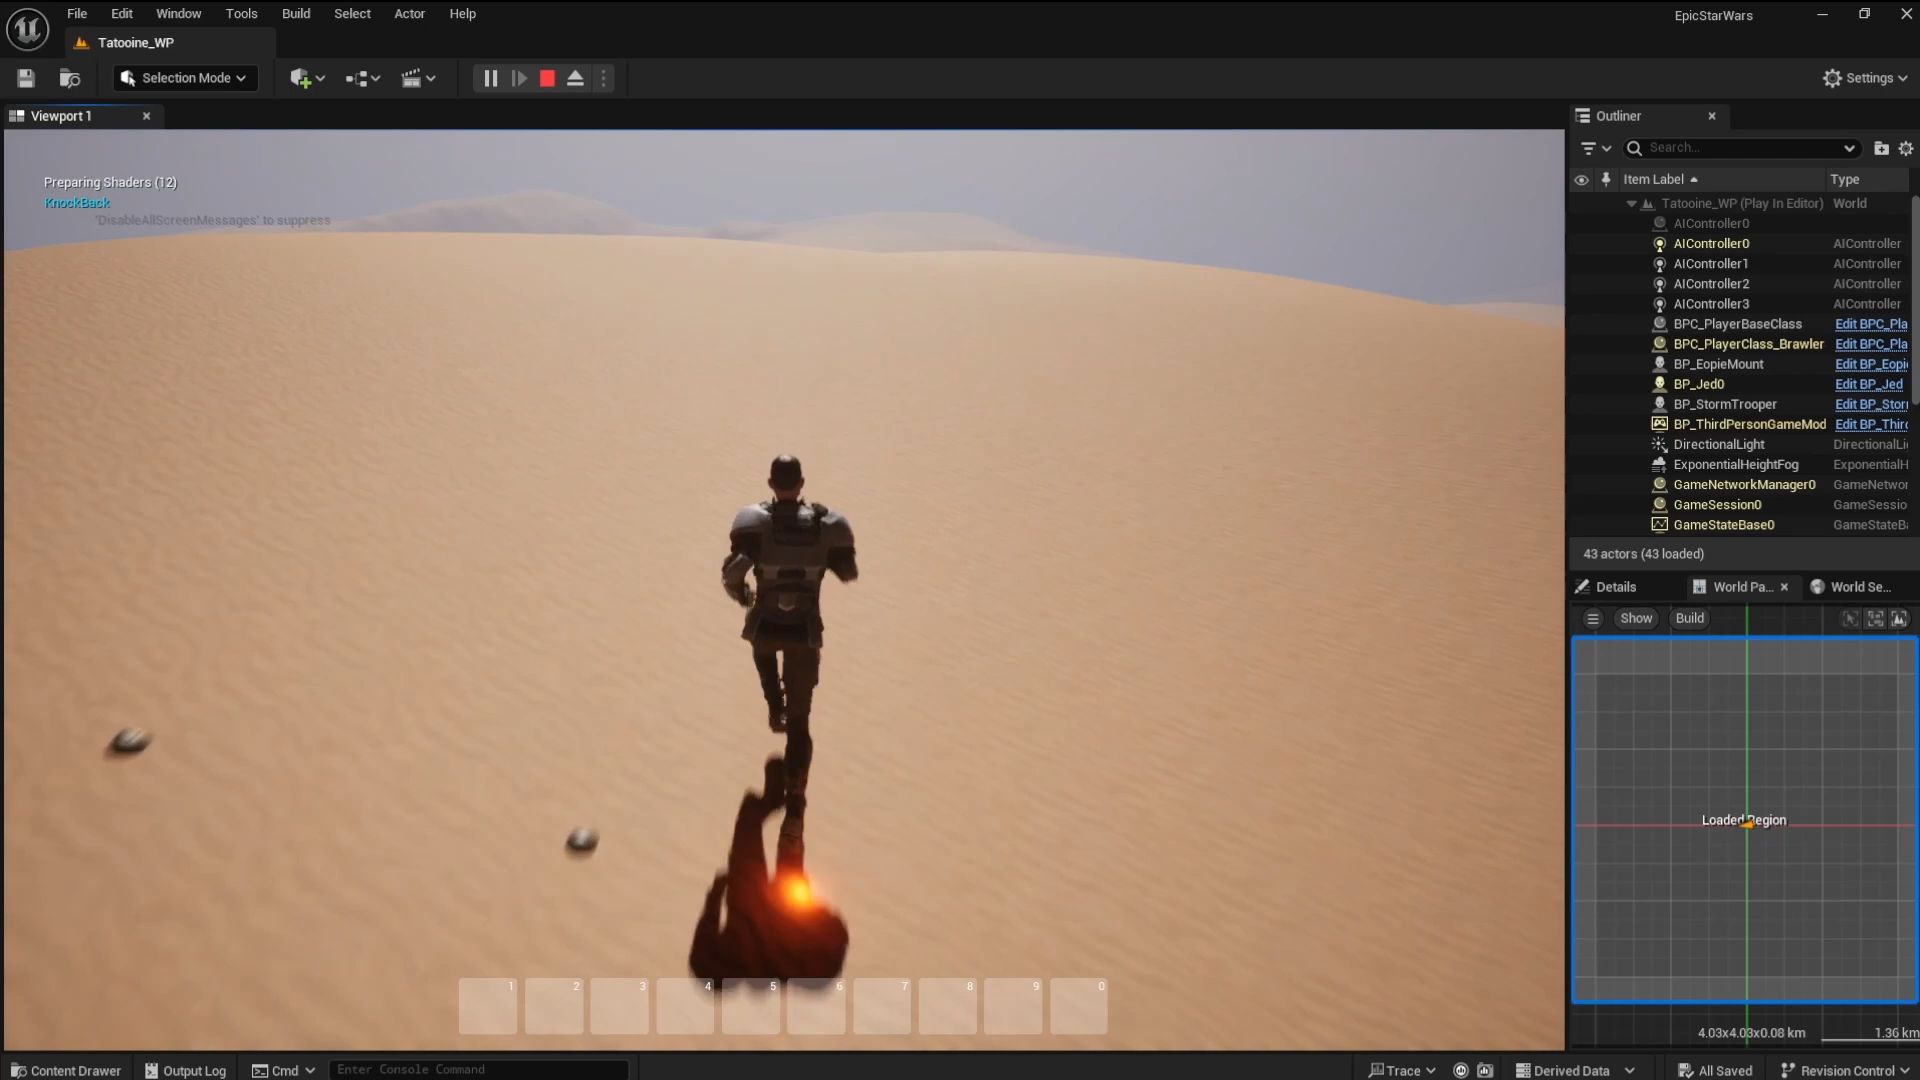 File Edit Window Tools Build Select Actor Help
EpicStarWars
Tatooine_WP
Selection Mode
Settings
Viewport 1
Preparing Shaders (12)
KnockBack
'DisableAllScreenMessages' to suppress
1 2 3 4 5 6 7 8 9 0
Outliner
Search...
Item Label Type
Tatooine_WP (Play In Editor) World
AIController0
AIController0 AIController
AIController1 AIController
AIController2 AIController
AIController3 AIController
BPC_PlayerBaseClass Edit BPC_Pla
BPC_PlayerClass_Brawler Edit BPC_Pla
BP_EopieMount Edit BP_Eopi
BP_Jed0 Edit BP_Jed
BP_StormTrooper Edit BP_Stor
BP_ThirdPersonGameMod Edit BP_Thir
DirectionalLight DirectionalLi
ExponentialHeightFog ExponentialH
GameNetworkManager0 GameNetwor
GameSession0 GameSessio
GameStateBase0 GameStateBa
43 actors (43 loaded)
Details World Pa... World Se...
Show Build
Loaded Region
4.03x4.03x0.08 km 1.36 km
Content Drawer Output Log Cmd Enter Console Command Trace Derived Data All Saved Revision Control